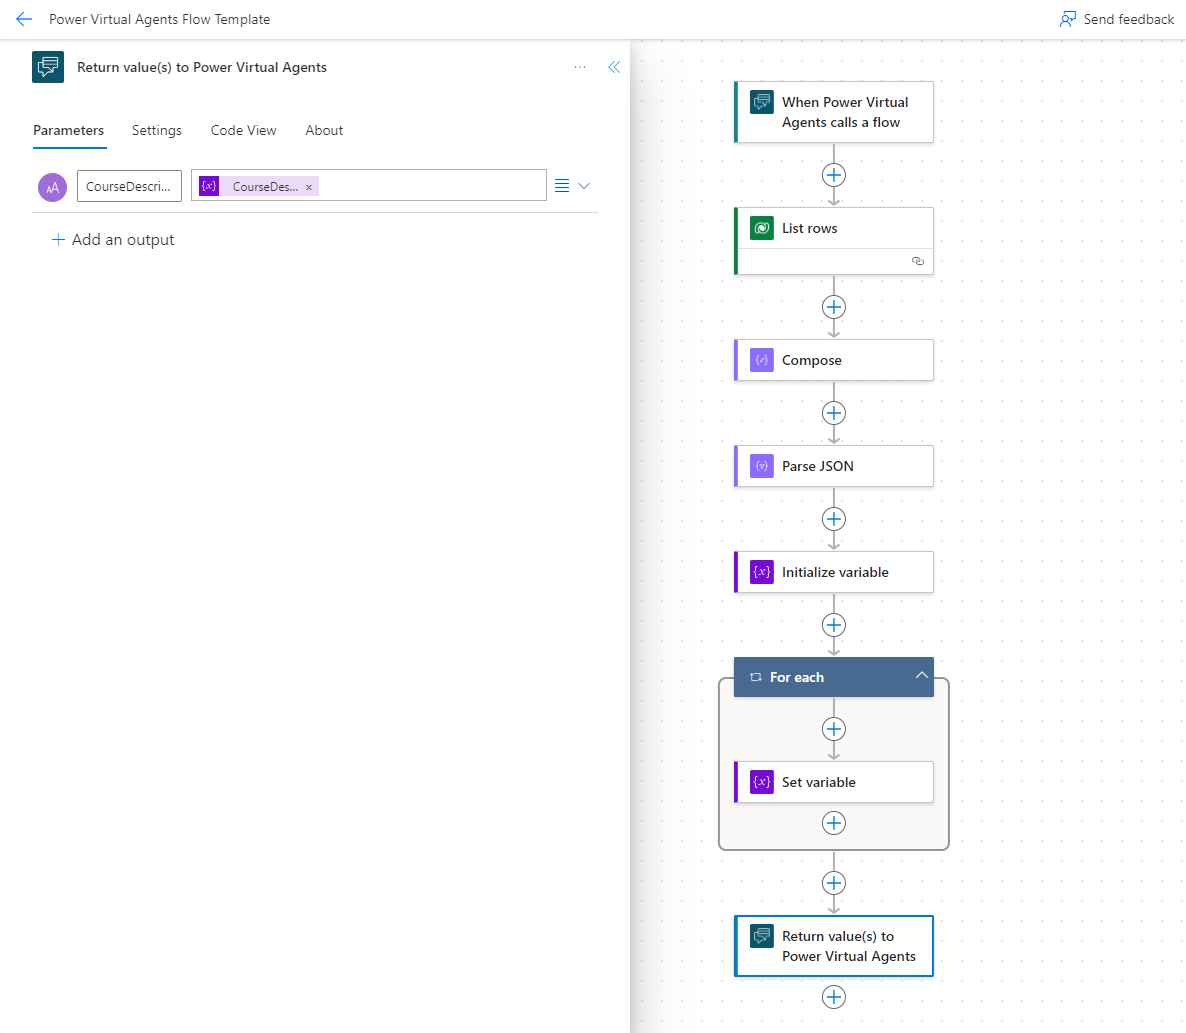 Power Virtual Agents Flow Template
Send feedback
Return value(s) to Power Virtual Agents
Parameters
Settings
Code View
About
CourseDescri...
CourseDes...
Add an output
When Power Virtual
Agents calls a flow
List rows
Compose
Parse JSON
Initialize variable
For each
Set variable
Return value(s) to
Power Virtual Agents